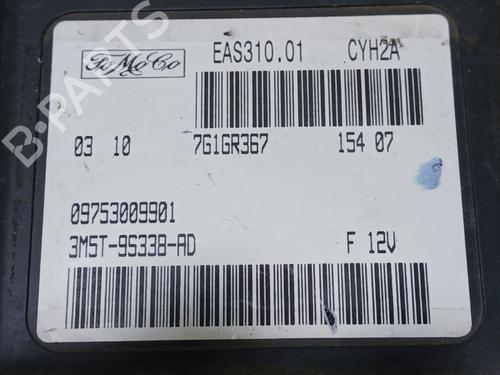 FoMoCo EAS310.01 CYH2A
03 10 7G1GR367 154 07
09753009901
3M5T-9S338-AD F 12V
B-PARTS